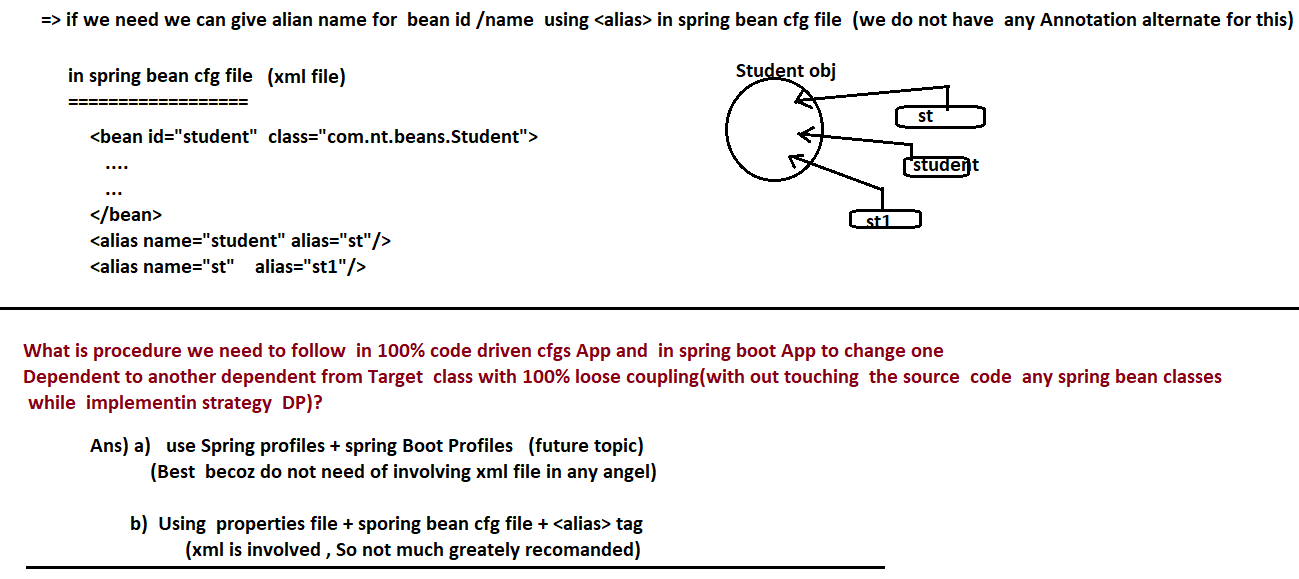 => if we need we can give alian name for bean id /name using <alias> in spring bean cfg file (we do not have any Annotation alternate for this)
in spring bean cfg file (xml file)
==================
<bean id="student" class="com.nt.beans.Student">
....
...
</bean>
<alias name="student" alias="st"/>
<alias name="st" alias="st1"/>
Student obj
st
student
st1
What is procedure we need to follow in 100% code driven cfgs App and in spring boot App to change one
Dependent to another dependent from Target class with 100% loose coupling(with out touching the source code any spring bean classes
while implementin strategy DP)?
Ans) a) use Spring profiles + spring Boot Profiles (future topic)
(Best becoz do not need of involving xml file in any angel)
b) Using properties file + sporing bean cfg file + <alias> tag
(xml is involved , So not much greately recomanded)